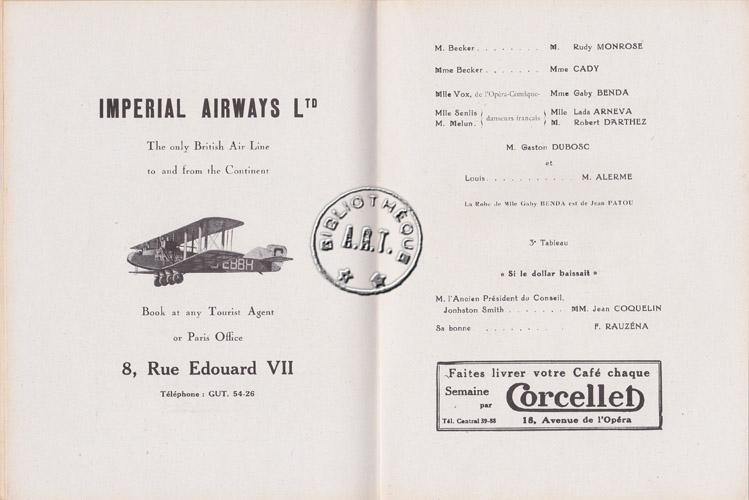 IMPERIAL AIRWAYS LTD
The only British Air Line
to and from the Continent
G EBBH
Book at any Tourist Agent
or Paris Office
8, Rue Edouard VII
Téléphone : GUT. 54-26
BIBLIOTHÈQUE
A.R.T.
M. Becker . . . . . . . . M. Rudy MONROSE
Mme Becker . . . . . . . Mme CADY
Mlle Vox, de l'Opéra-Comique- Mme Gaby BENDA
Mlle Senlis danseurs français Mlle Lada ARNEVA
M. Melun. M. Robert D'ARTHEZ
M. Gaston DUBOSC
et
Louis. . . . . . . . . . . M. ALERME
La Robe de Mlle Gaby BENDA est de Jean PATOU
3e Tableau
« Si le dollar baissait »
M. l'Ancien Président du Conseil,
Jonhston Smith . . . . . . . MM. Jean COQUELIN
Sa bonne . . . . . . . . . F. RAUZÉNA
Faites livrer votre Café chaque
Semaine par Corcellet
Tél. Central 39-88 18, Avenue de l'Opéra